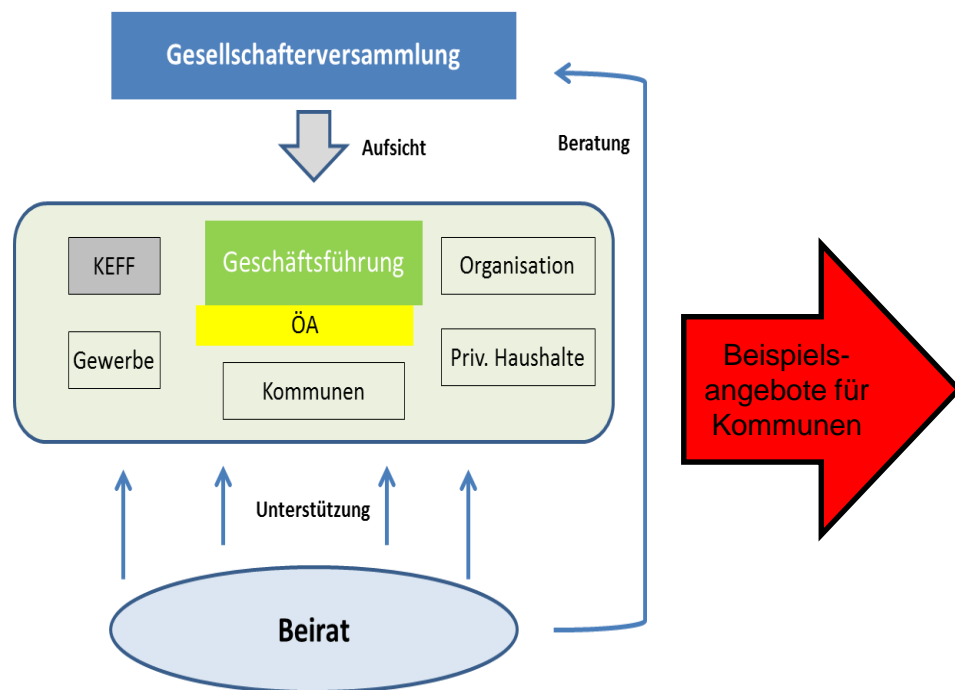 Gesellschafterversammlung
Aufsicht
Beratung
KEFF
Geschäftsführung
Organisation
ÖA
Gewerbe
Kommunen
Priv. Haushalte
Beispiels-
angebote für
Kommunen
Unterstützung
Beirat